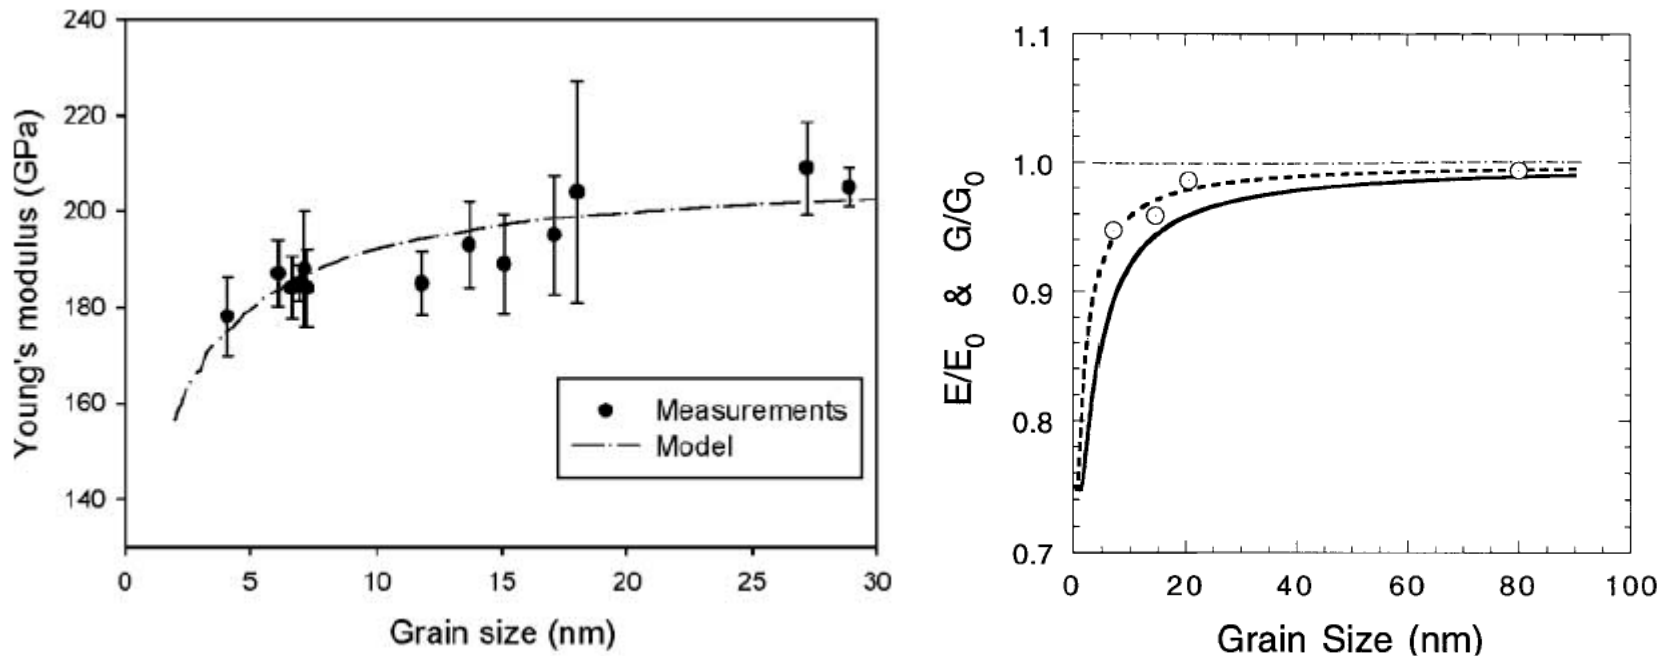 240
220
200
180
160
140
Young's modulus (GPa)
Measurements
Model
0 5 10 15 20 25 30
Grain size (nm)
1.1
1.0
0.9
0.8
0.7
E/E0 & G/G0
0 20 40 60 80 100
Grain Size (nm)